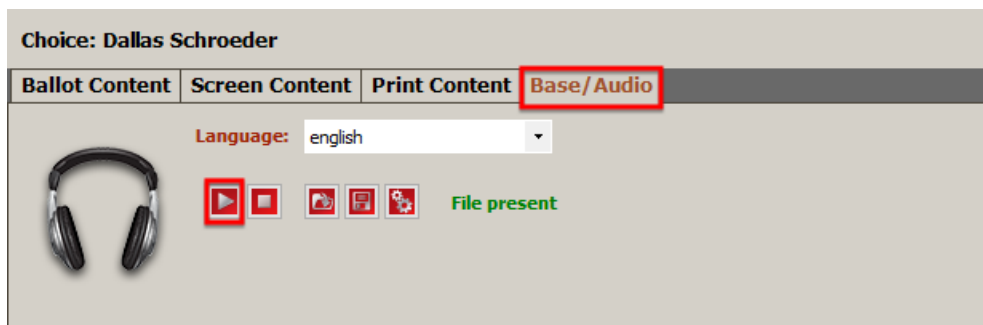 Choice: Dallas Schroeder
Ballot Content Screen Content Print Content Base/Audio
Language: english
File present